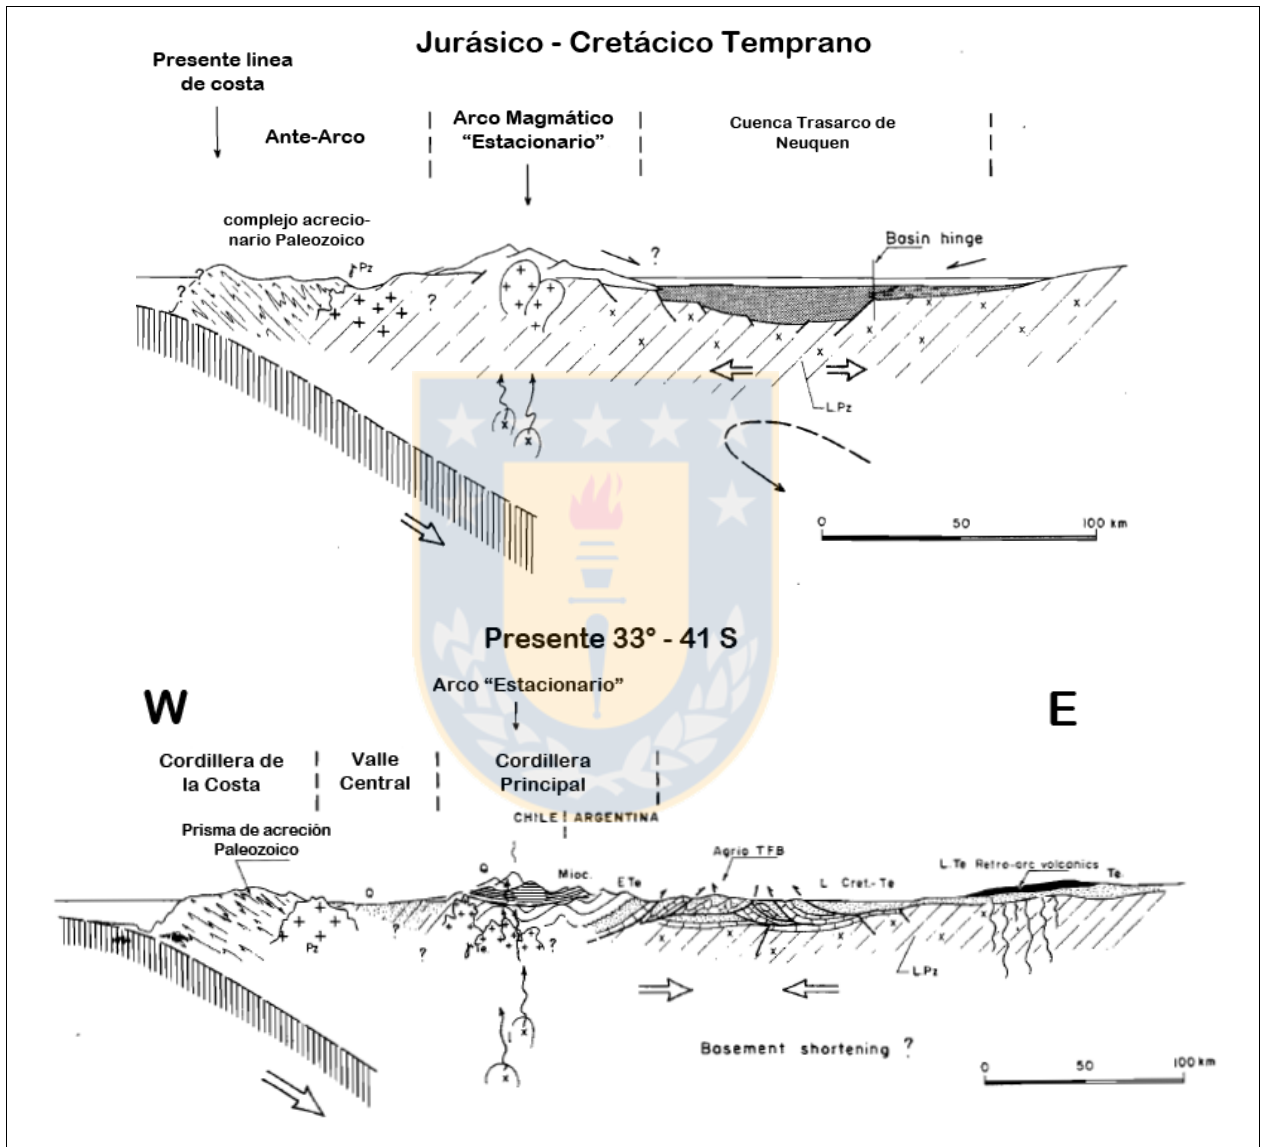 Jurásico - Cretácico Temprano
Presente linea
de costa
Ante-Arco
Arco Magmático
“Estacionario”
Cuenca Trasarco de
Neuquen
complejo acrecio-
nario Paleozoico
Pz
?
?
?
?
Basin hinge
L.Pz
0 50 100 km
Presente 33° - 41 S
Arco “Estacionario”
W
E
Cordillera de
la Costa
Valle
Central
Cordillera
Principal
CHILE ARGENTINA
Prisma de acreción
Paleozoico
Q
Q
Mioc.
E.Te
Agrio TFB
L Cret.-Te
L.Te Retro-arc volcanics
Te.
Pz
?
?
Te.
?
L.Pz
Basement shortening ?
0 50 100 km